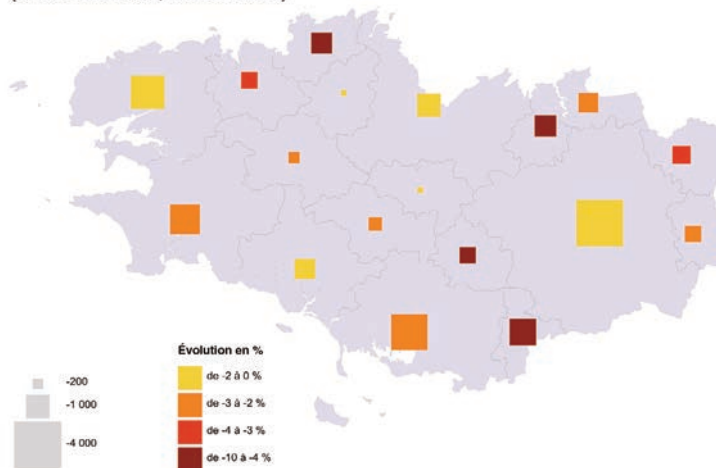 Évolution en %
de -2 à 0 %
de -3 à -2 %
de -4 à -3 %
de -10 à -4 %
-200
-1 000
-4 000